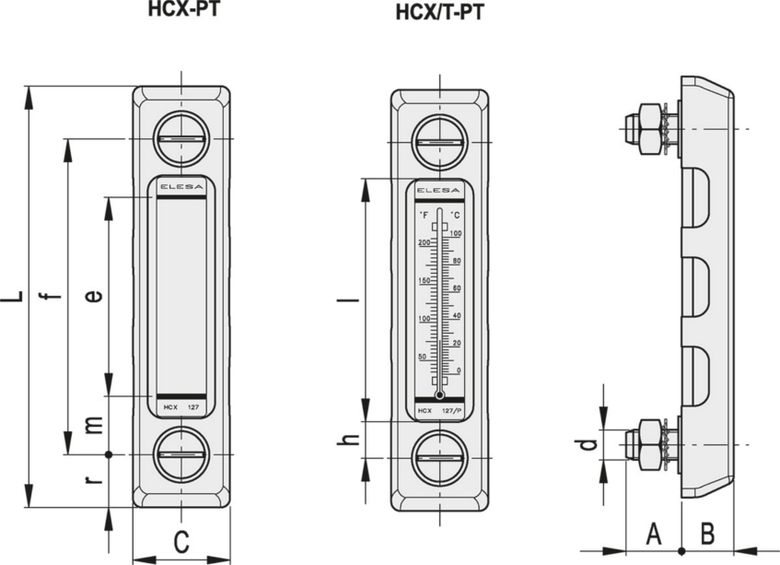 HCX-PT
HCX/T-PT
ELESA
ELESA
°F °C
100
200
80
150
60
40
100
20
50
0
HCX 127
HCX 127/P
L
f
e
m
r
C
l
h
d
A
B